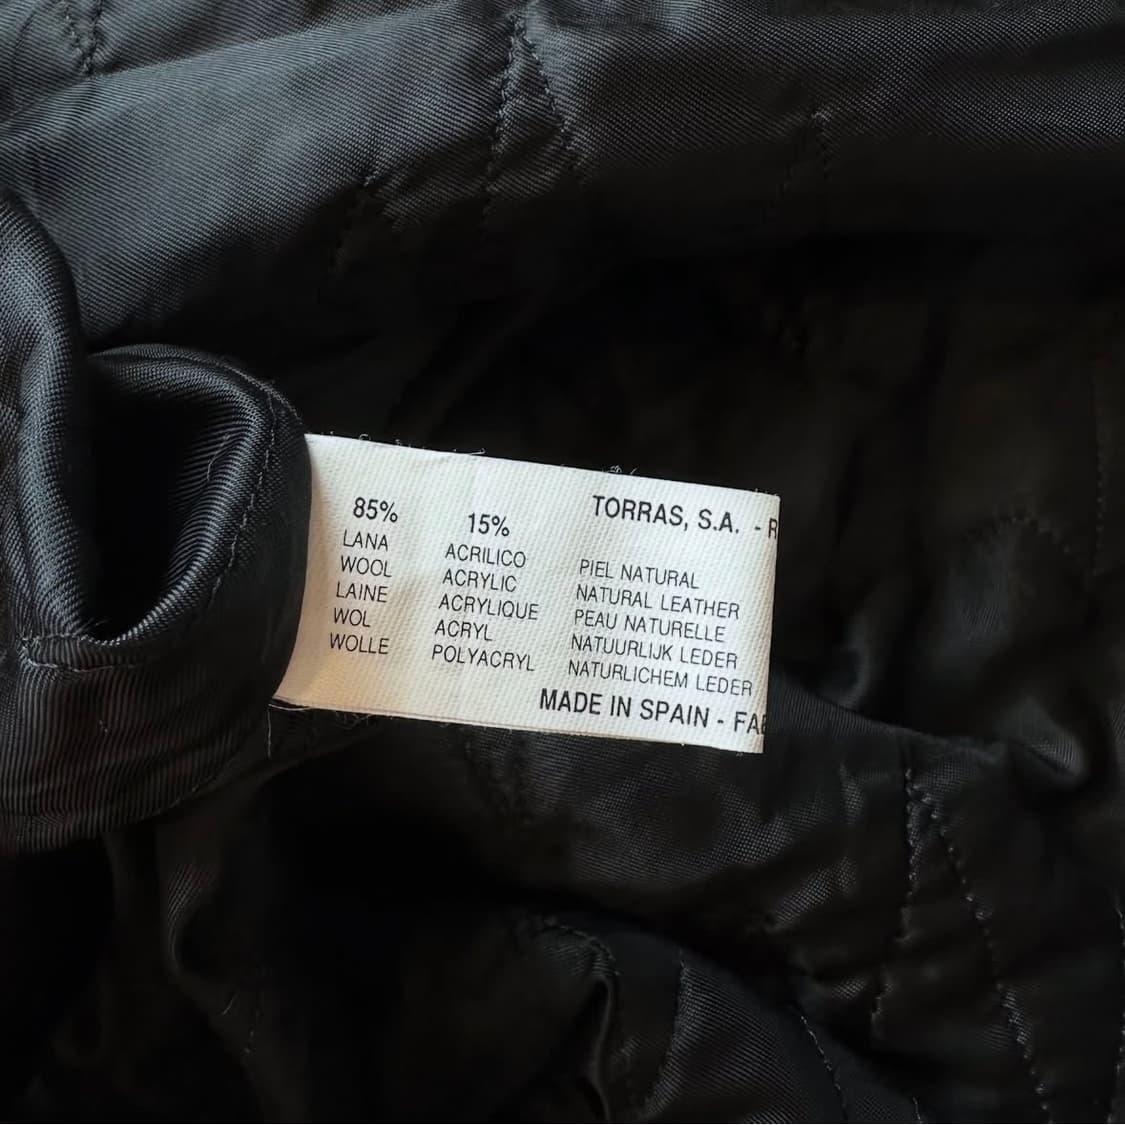 85%
LANA
WOOL
LAINE
WOL
WOLLE
15%
ACRILICO
ACRYLIC
ACRYLIQUE
ACRYL
POLYACRYL
TORRAS, S.A. - R
PIEL NATURAL
NATURAL LEATHER
PEAU NATURELLE
NATUURLIJK LEDER
NATURLICHEM LEDER
MADE IN SPAIN - FA